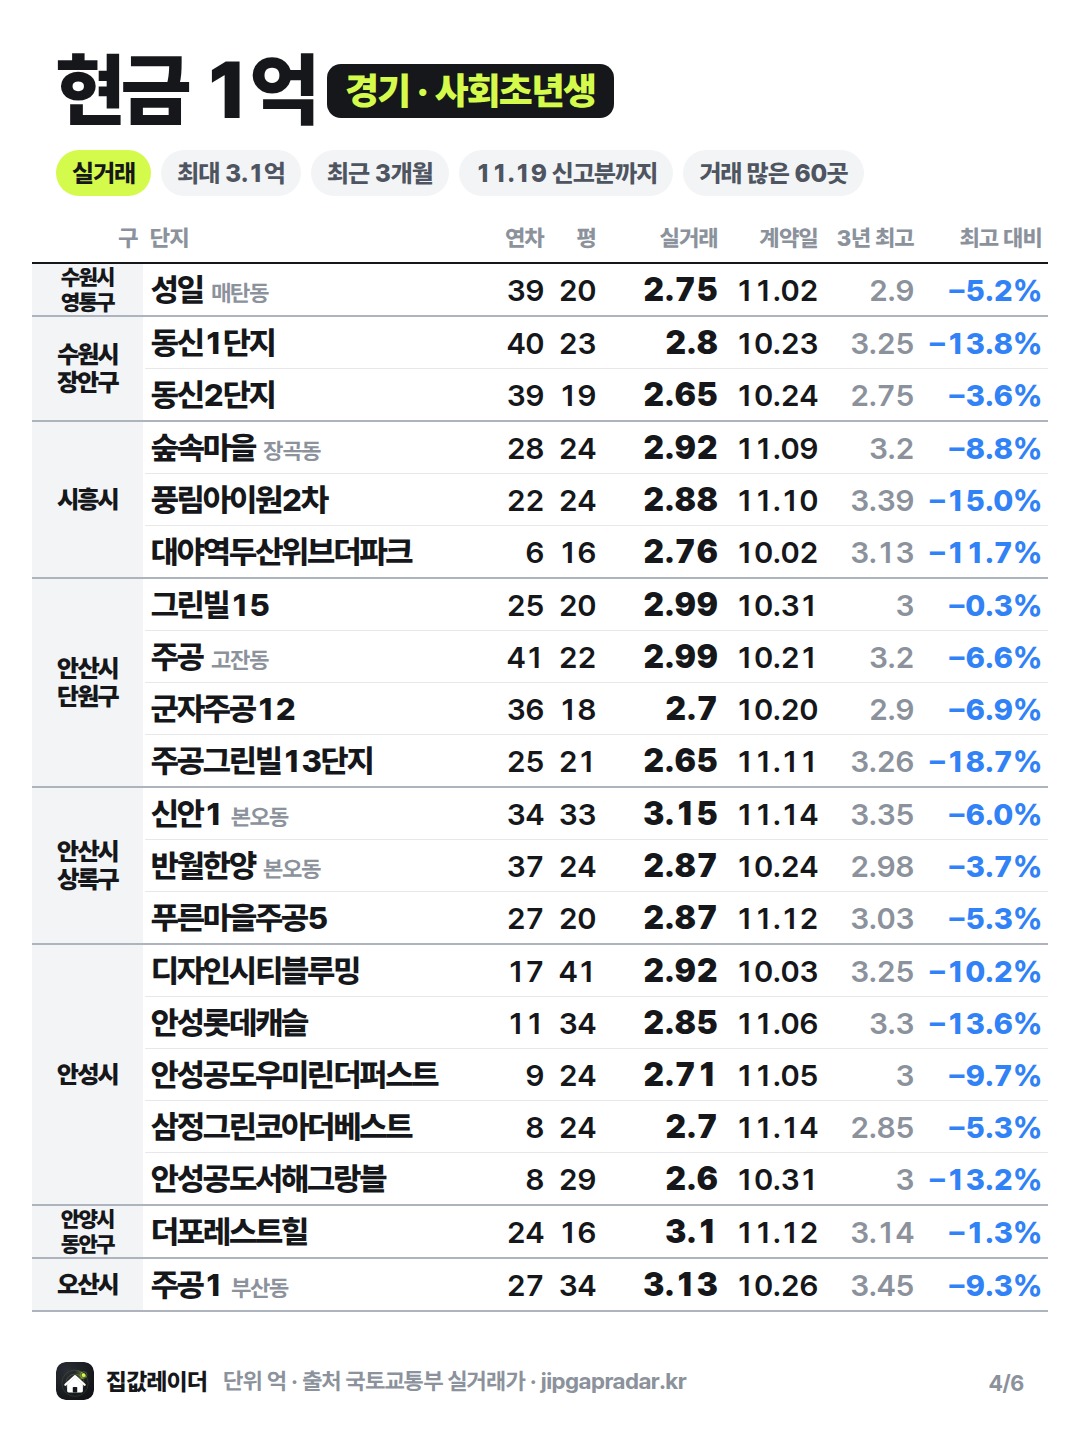 현금 1억 경기 · 사회초년생
실거래 최대 3.1억 최근 3개월 11.19 신고분까지 거래 많은 60곳
구 단지 연차 평 실거래 계약일 3년 최고 최고 대비
수원시 영통구 성일 매탄동 39 20 2.75 11.02 2.9 −5.2%
수원시 장안구 동신1단지 40 23 2.8 10.23 3.25 −13.8%
동신2단지 39 19 2.65 10.24 2.75 −3.6%
시흥시 숲속마을 장곡동 28 24 2.92 11.09 3.2 −8.8%
풍림아이원2차 22 24 2.88 11.10 3.39 −15.0%
대야역두산위브더파크 6 16 2.76 10.02 3.13 −11.7%
안산시 단원구 그린빌15 25 20 2.99 10.31 3 −0.3%
주공 고잔동 41 22 2.99 10.21 3.2 −6.6%
군자주공12 36 18 2.7 10.20 2.9 −6.9%
주공그린빌13단지 25 21 2.65 11.11 3.26 −18.7%
안산시 상록구 신안1 본오동 34 33 3.15 11.14 3.35 −6.0%
반월한양 본오동 37 24 2.87 10.24 2.98 −3.7%
푸른마을주공5 27 20 2.87 11.12 3.03 −5.3%
안성시 디자인시티블루밍 17 41 2.92 10.03 3.25 −10.2%
안성롯데캐슬 11 34 2.85 11.06 3.3 −13.6%
안성공도우미린더퍼스트 9 24 2.71 11.05 3 −9.7%
삼정그린코아더베스트 8 24 2.7 11.14 2.85 −5.3%
안성공도서해그랑블 8 29 2.6 10.31 3 −13.2%
안양시 동안구 더포레스트힐 24 16 3.1 11.12 3.14 −1.3%
오산시 주공1 부산동 27 34 3.13 10.26 3.45 −9.3%
집값레이더 단위 억 · 출처 국토교통부 실거래가 · jipgapradar.kr 4/6